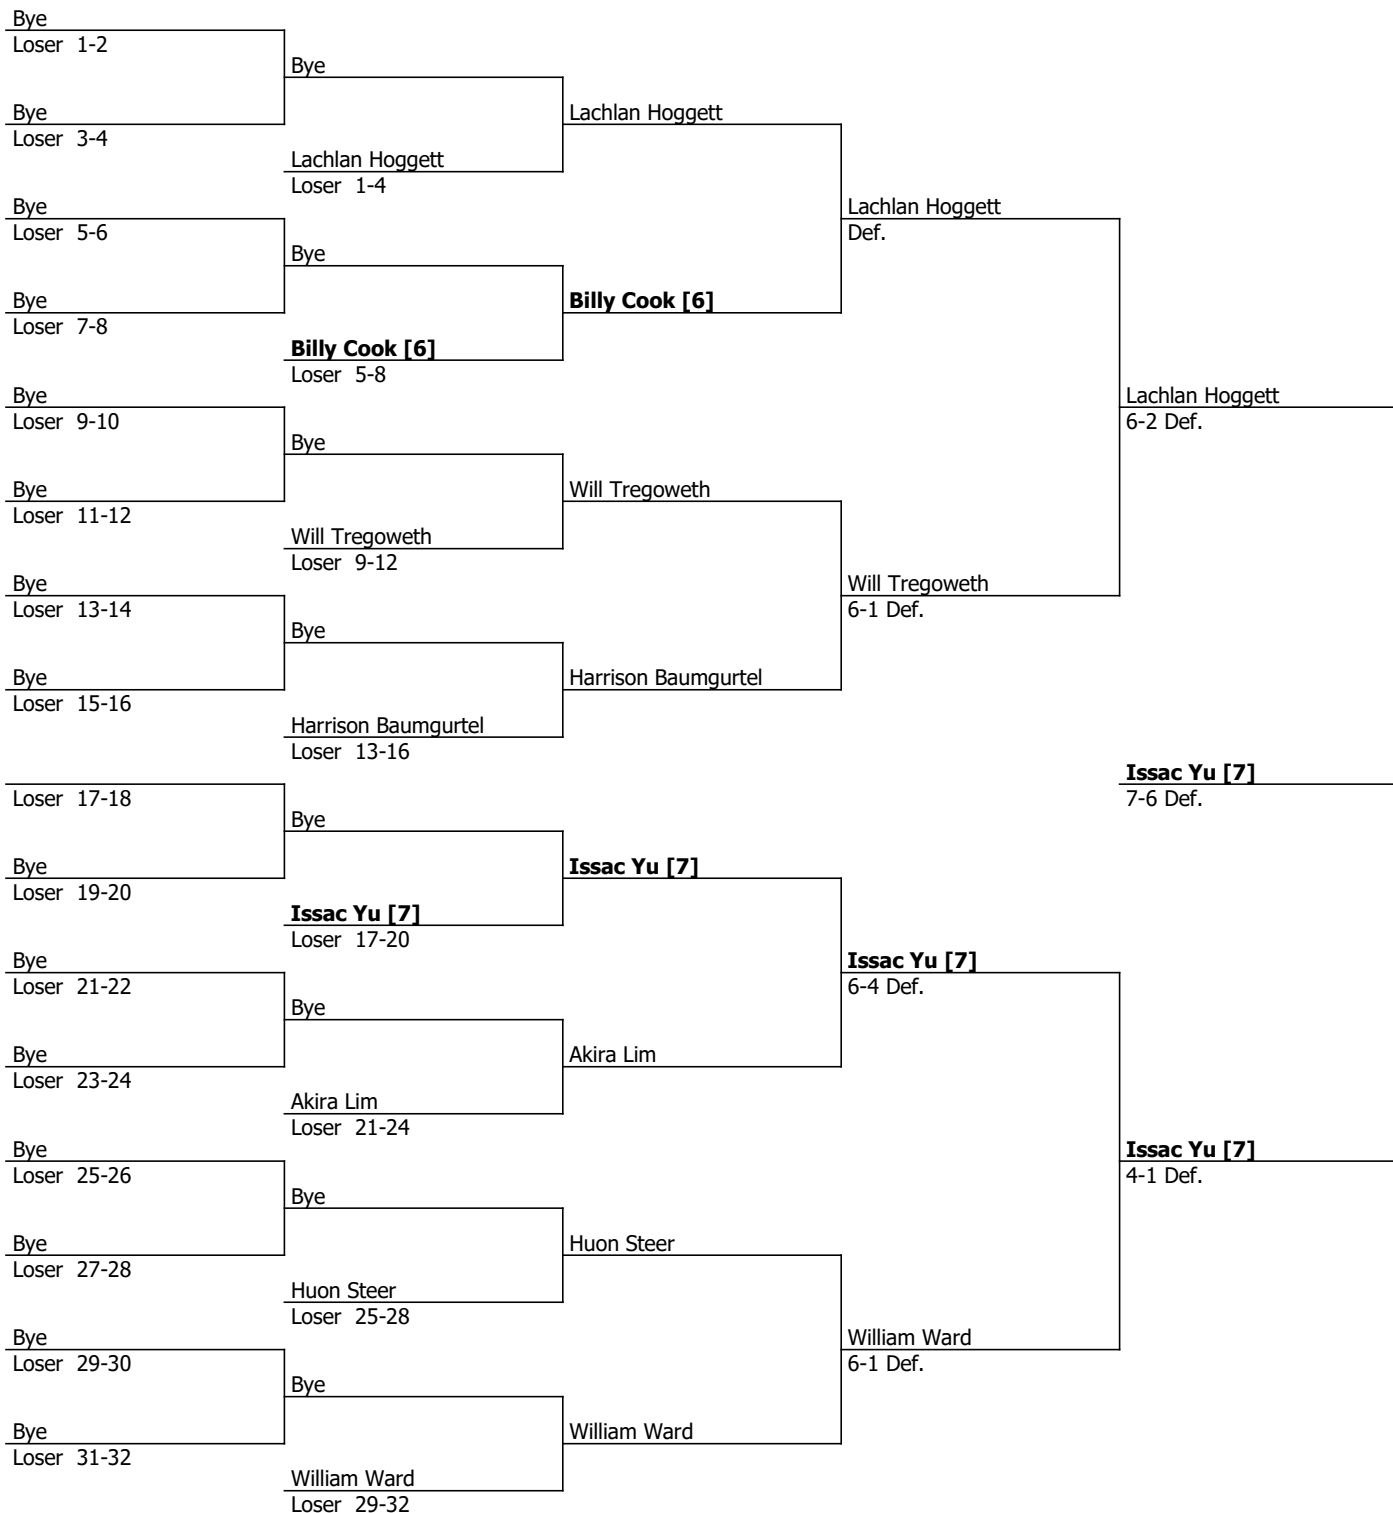 Bye
Loser 1-2
Bye
Bye
Loser 3-4
Lachlan Hoggett
Lachlan Hoggett
Loser 1-4
Bye
Loser 5-6
Lachlan Hoggett
Def.
Bye
Bye
Loser 7-8
Billy Cook [6]
Billy Cook [6]
Loser 5-8
Bye
Loser 9-10
Lachlan Hoggett
6-2 Def.
Bye
Bye
Loser 11-12
Will Tregoweth
Will Tregoweth
Loser 9-12
Bye
Loser 13-14
Will Tregoweth
6-1 Def.
Bye
Bye
Loser 15-16
Harrison Baumgurtel
Harrison Baumgurtel
Loser 13-16
Issac Yu [7]
7-6 Def.
Loser 17-18
Bye
Bye
Loser 19-20
Issac Yu [7]
Issac Yu [7]
Loser 17-20
Bye
Loser 21-22
Issac Yu [7]
6-4 Def.
Bye
Bye
Loser 23-24
Akira Lim
Akira Lim
Loser 21-24
Bye
Loser 25-26
Issac Yu [7]
4-1 Def.
Bye
Bye
Loser 27-28
Huon Steer
Huon Steer
Loser 25-28
Bye
Loser 29-30
William Ward
6-1 Def.
Bye
Bye
Loser 31-32
William Ward
William Ward
Loser 29-32